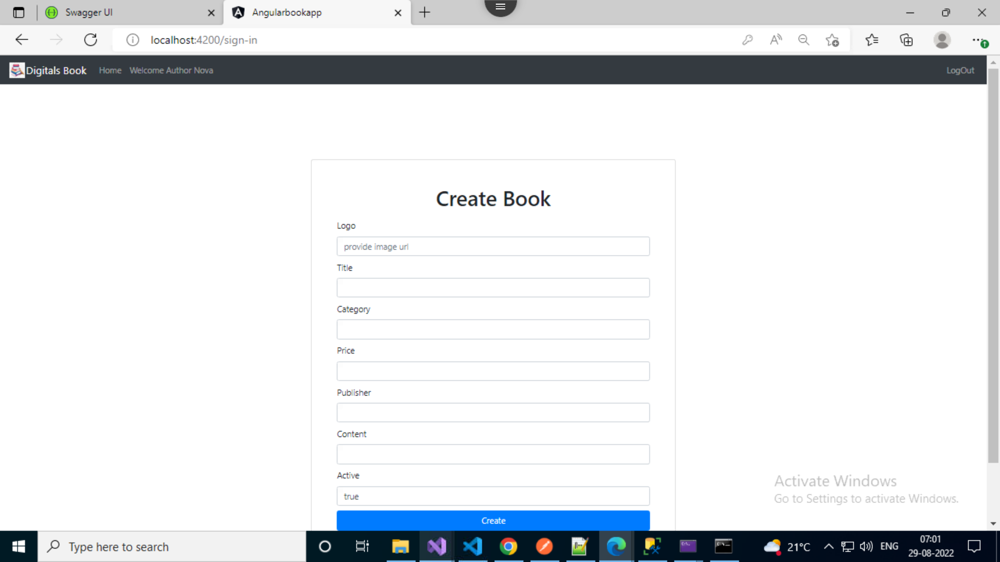 Swagger UI
Angularbookapp
localhost:4200/sign-in
Digitals Book Home Welcome Author Nova LogOut
Create Book
Logo
provide image url
Title
Category
Price
Publisher
Content
Active
true
Create
Activate Windows
Go to Settings to activate Windows.
Type here to search
21°C
ENG
07:01
29-08-2022